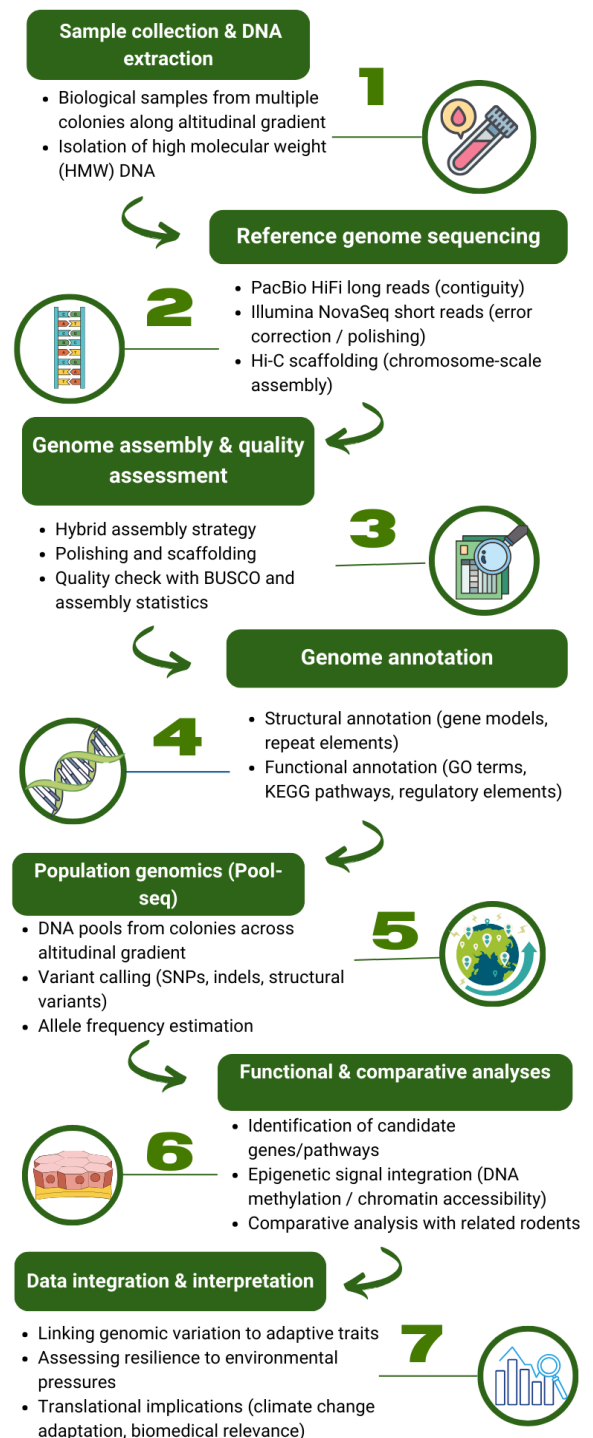 Sample collection & DNA
extraction
1
• Biological samples from multiple
colonies along altitudinal gradient
• Isolation of high molecular weight
(HMW) DNA
Reference genome sequencing
2
• PacBio HiFi long reads (contiguity)
• Illumina NovaSeq short reads (error
correction / polishing)
• Hi-C scaffolding (chromosome-scale
assembly)
Genome assembly & quality
assessment
3
• Hybrid assembly strategy
• Polishing and scaffolding
• Quality check with BUSCO and
assembly statistics
Genome annotation
4
• Structural annotation (gene models,
repeat elements)
• Functional annotation (GO terms,
KEGG pathways, regulatory elements)
Population genomics (Pool-
seq)
5
• DNA pools from colonies across
altitudinal gradient
• Variant calling (SNPs, indels, structural
variants)
• Allele frequency estimation
Functional & comparative analyses
6
• Identification of candidate
genes/pathways
• Epigenetic signal integration (DNA
methylation / chromatin accessibility)
• Comparative analysis with related rodents
Data integration & interpretation
7
• Linking genomic variation to adaptive traits
• Assessing resilience to environmental
pressures
• Translational implications (climate change
adaptation, biomedical relevance)